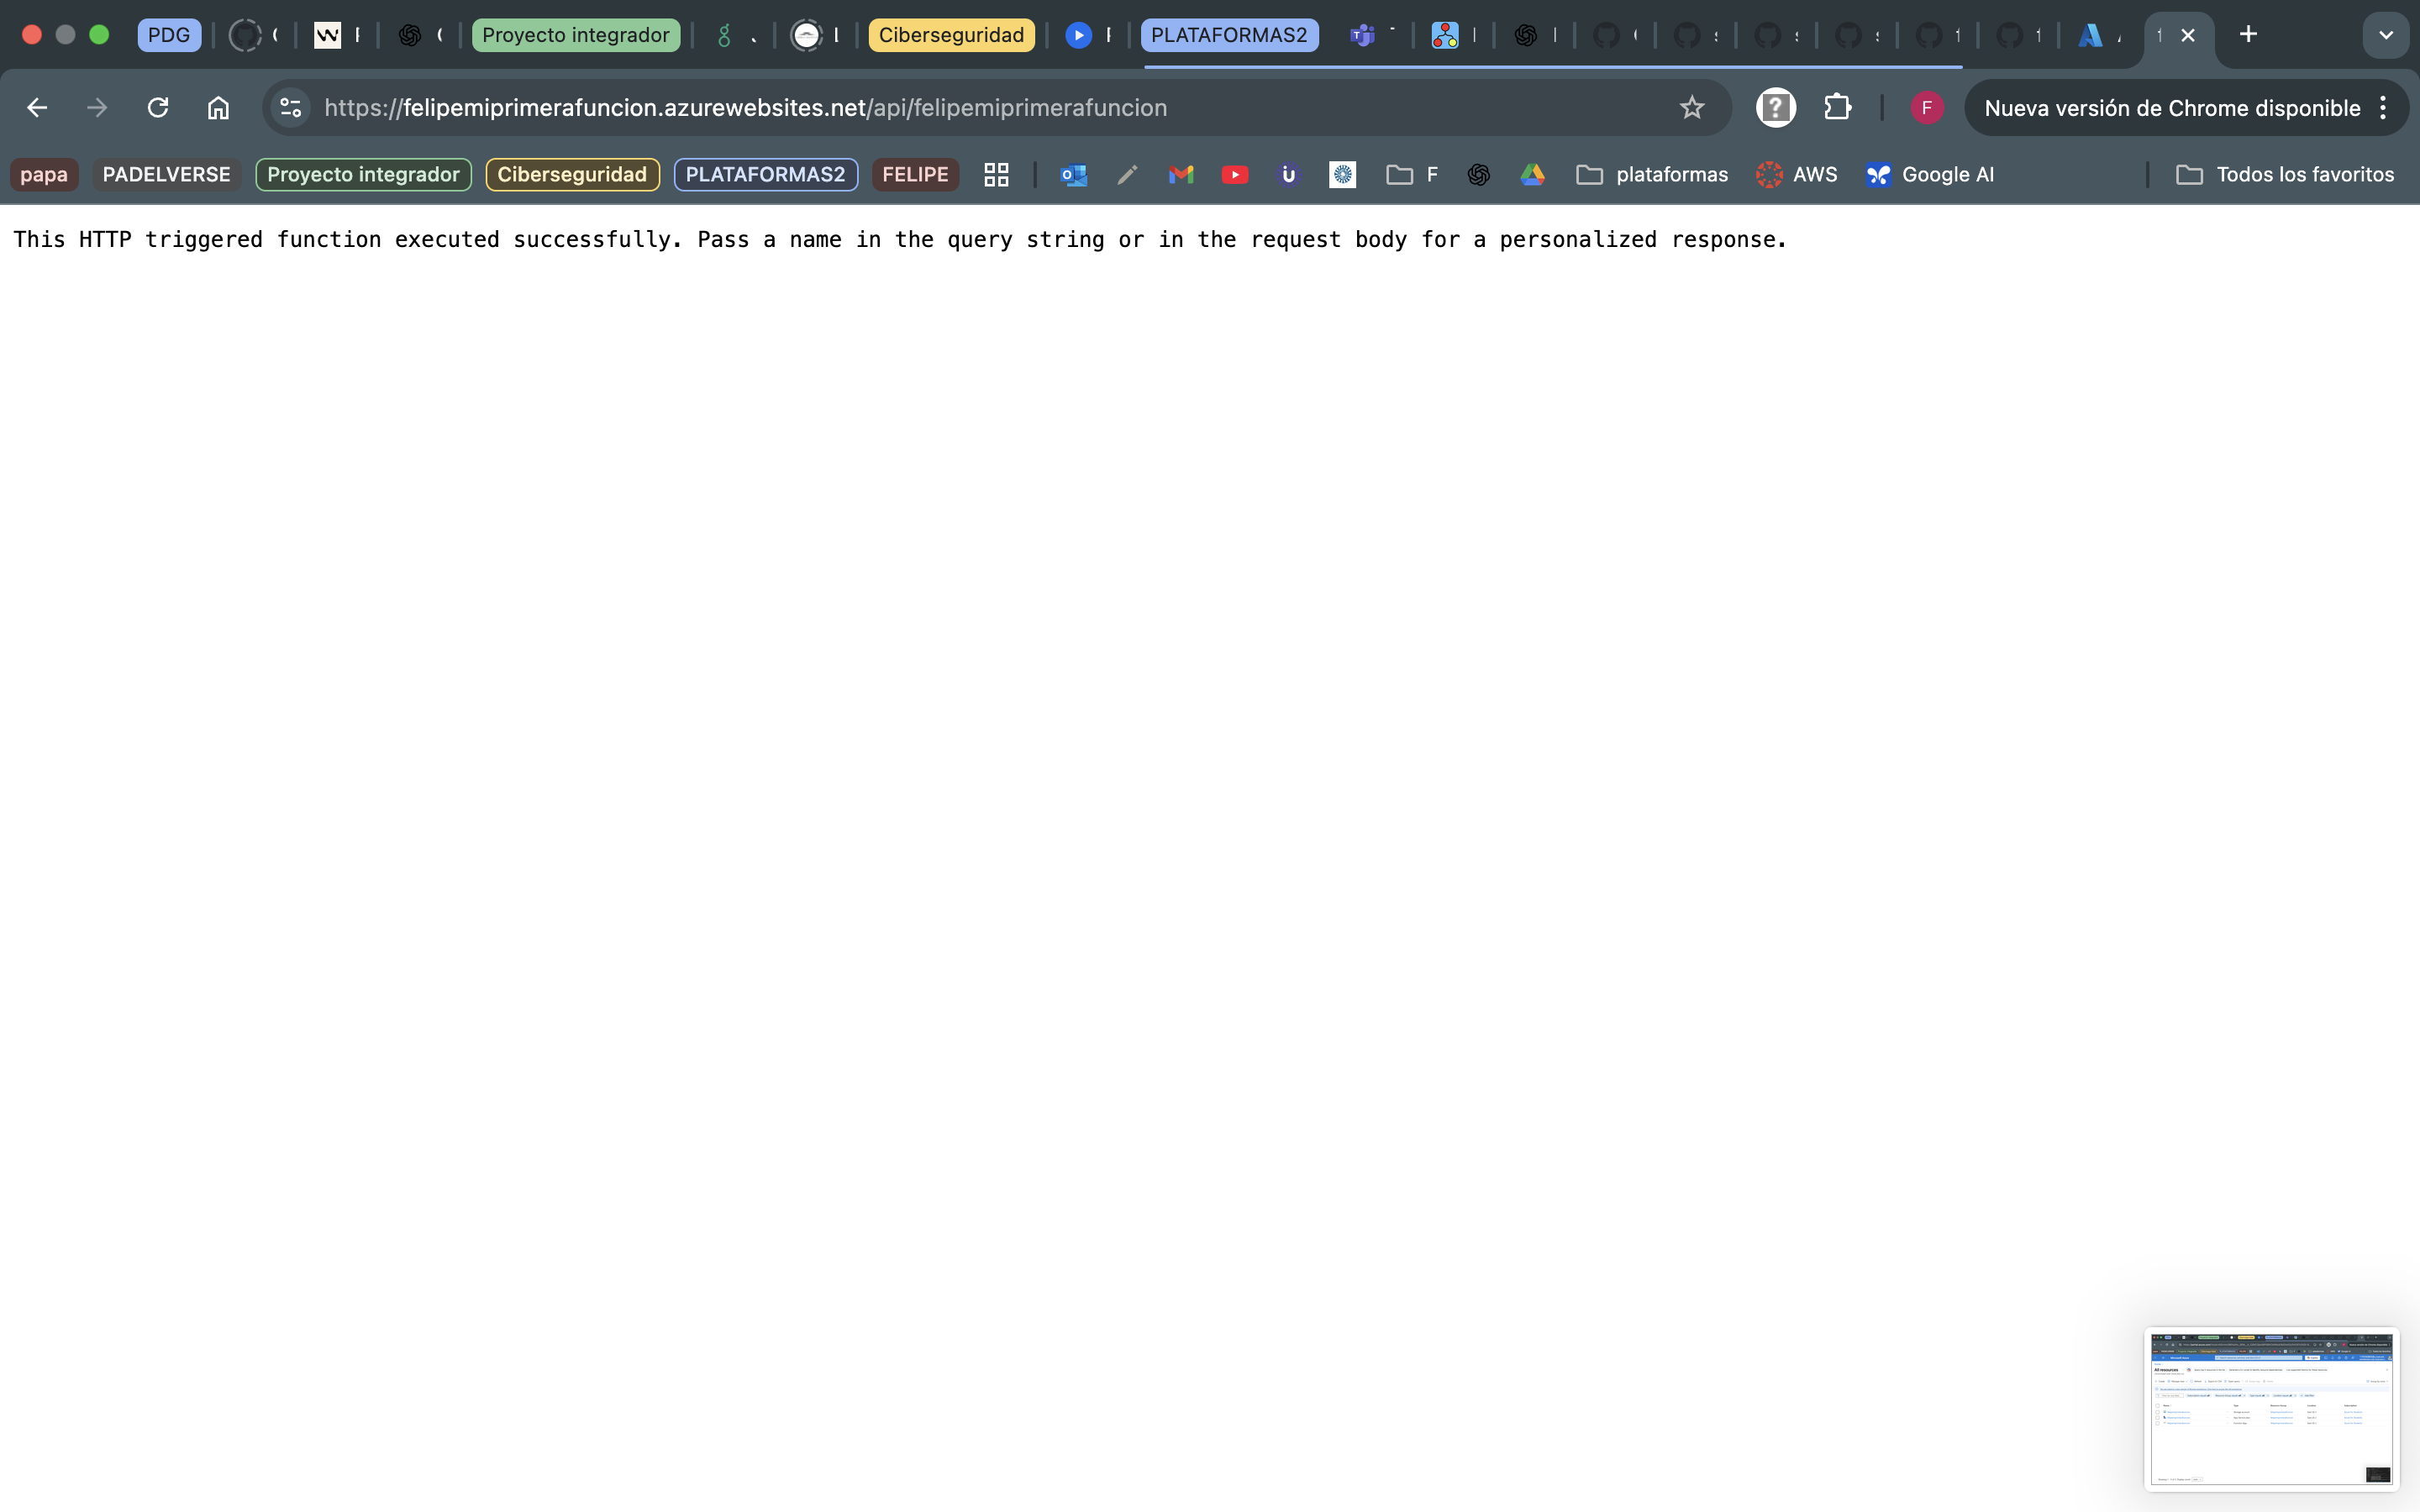 PDG
Proyecto integrador
Ciberseguridad
PLATAFORMAS2
https://felipemiprimerafuncion.azurewebsites.net/api/felipemiprimerafuncion
F
Nueva versión de Chrome disponible
papa
PADELVERSE
Proyecto integrador
Ciberseguridad
PLATAFORMAS2
FELIPE
F
plataformas
AWS
Google AI
Todos los favoritos
This HTTP triggered function executed successfully. Pass a name in the query string or in the request body for a personalized response.